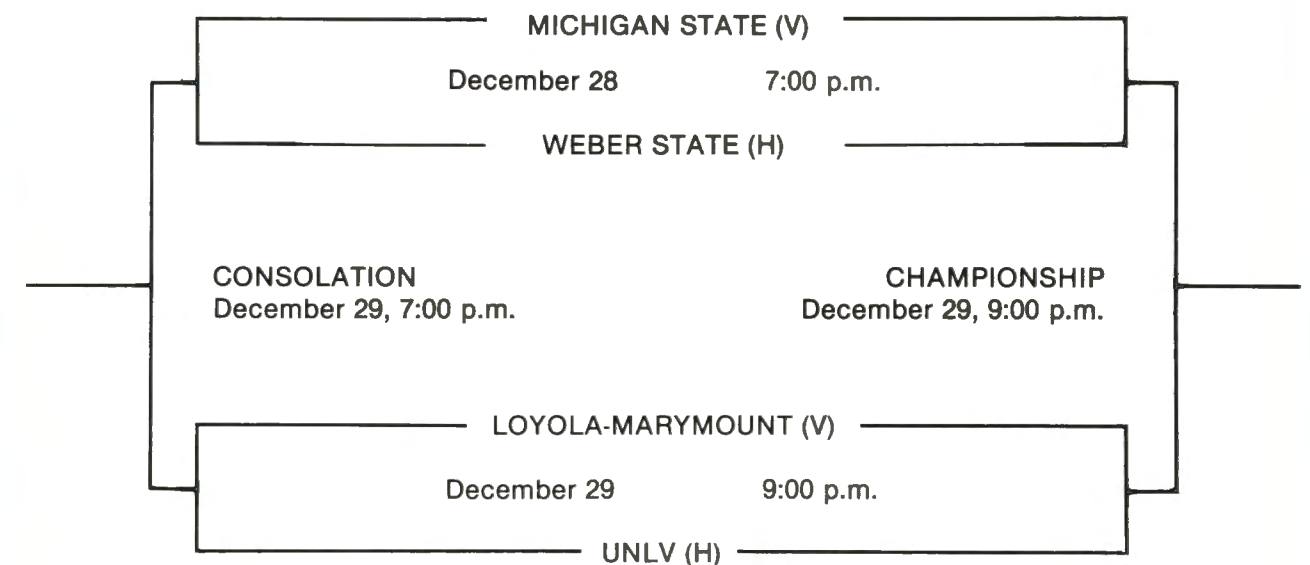 MICHIGAN STATE (V)
December 28 7:00 p.m.
WEBER STATE (H)
CONSOLATION
December 29, 7:00 p.m.
CHAMPIONSHIP
December 29, 9:00 p.m.
LOYOLA-MARYMOUNT (V)
December 29 9:00 p.m.
UNLV (H)